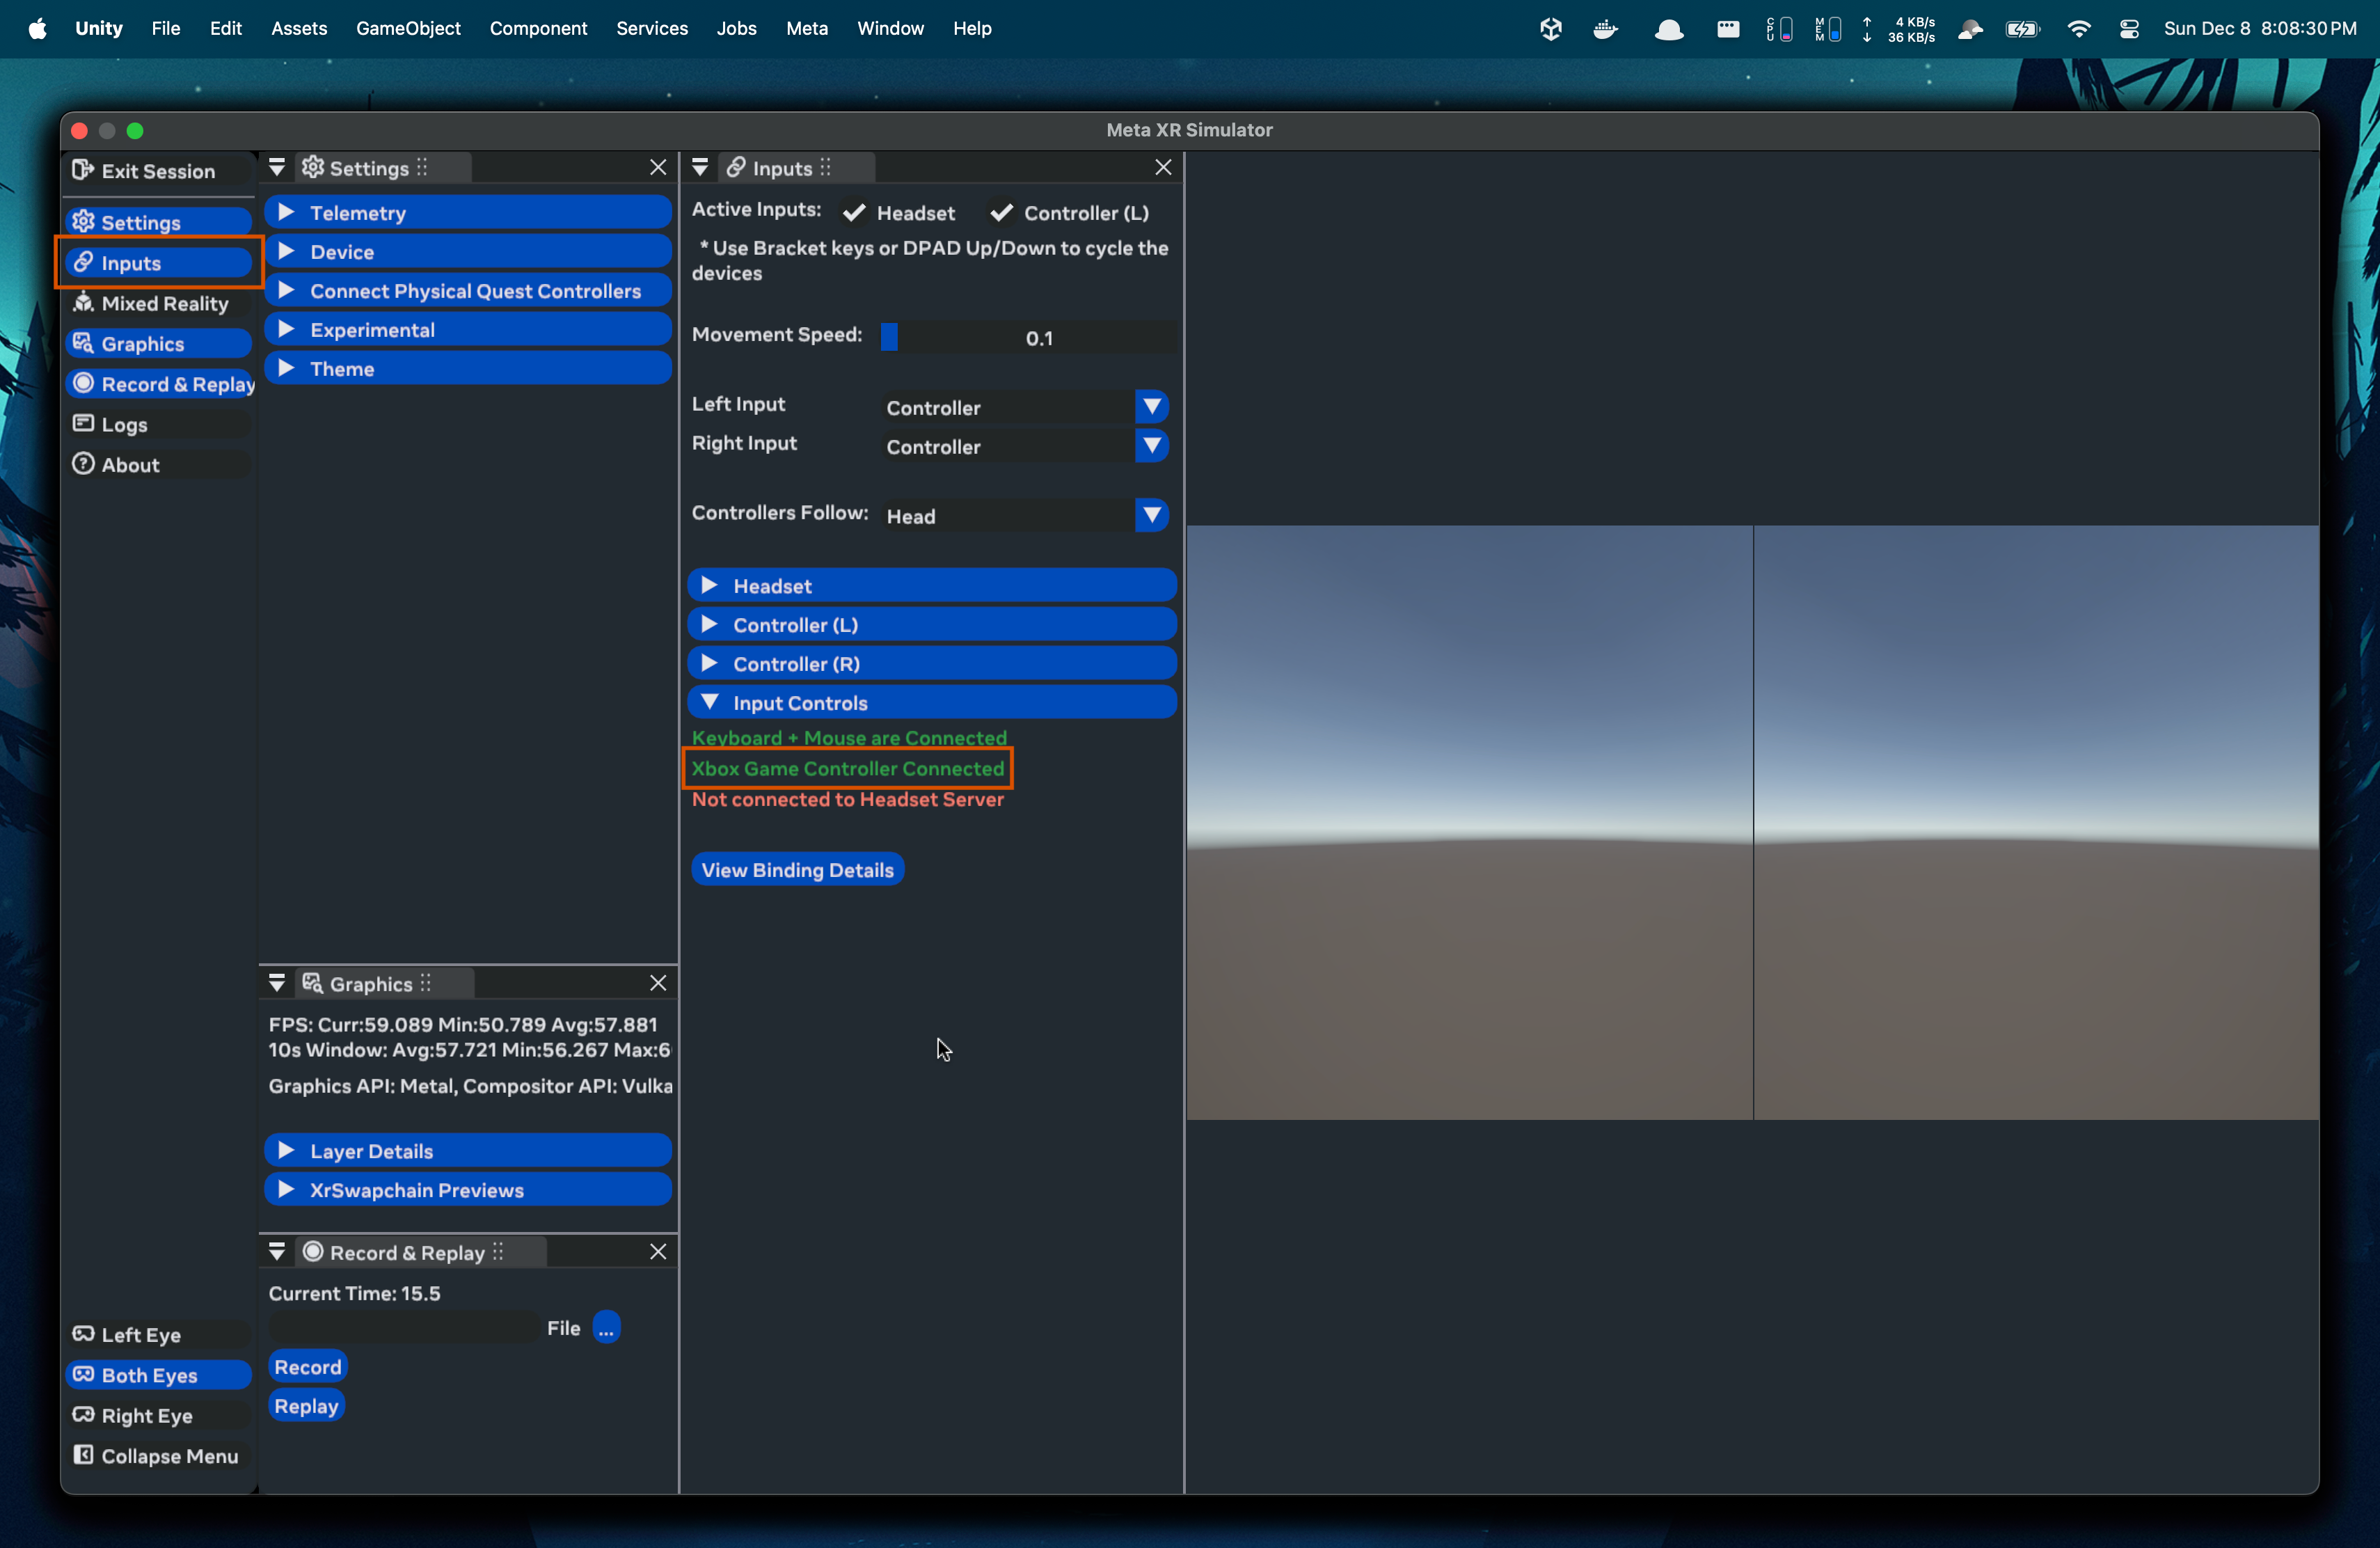 Unity File Edit Assets GameObject Component Services Jobs Meta Window Help
CPU MEM 4 KB/s 36 KB/s Sun Dec 8 8:08:30 PM
Meta XR Simulator
Exit Session
Settings
Inputs
Mixed Reality
Graphics
Record & Replay
Logs
About
Left Eye
Both Eyes
Right Eye
Collapse Menu
Settings
Telemetry
Device
Connect Physical Quest Controllers
Experimental
Theme
Graphics
FPS: Curr:59.089 Min:50.789 Avg:57.881
10s Window: Avg:57.721 Min:56.267 Max:6
Graphics API: Metal, Compositor API: Vulka
Layer Details
XrSwapchain Previews
Record & Replay
Current Time: 15.5
File ...
Record
Replay
Inputs
Active Inputs: Headset Controller (L)
* Use Bracket keys or DPAD Up/Down to cycle the
devices
Movement Speed: 0.1
Left Input Controller
Right Input Controller
Controllers Follow: Head
Headset
Controller (L)
Controller (R)
Input Controls
Keyboard + Mouse are Connected
Xbox Game Controller Connected
Not connected to Headset Server
View Binding Details